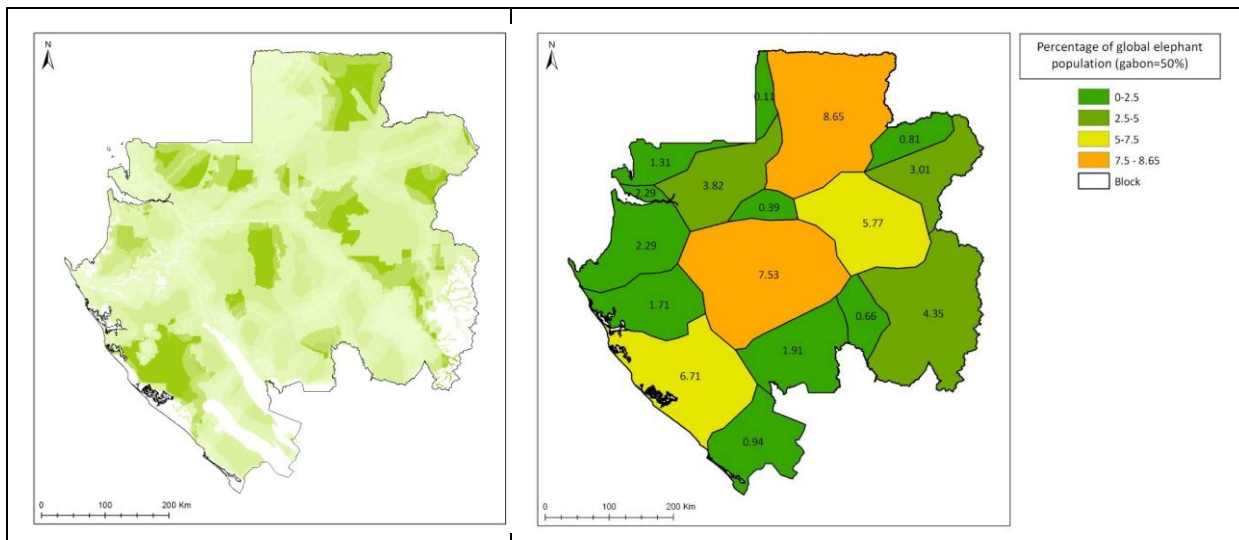 N
0 100 200 Km
N
0.11
8.65
0.81
1.31
3.01
3.82
2.29
0.39
5.77
2.29
7.53
1.71
0.66
4.35
1.91
6.71
0.94
0 100 200 Km
Percentage of global elephant
population (gabon=50%)
0-2.5
2.5-5
5-7.5
7.5 - 8.65
Block